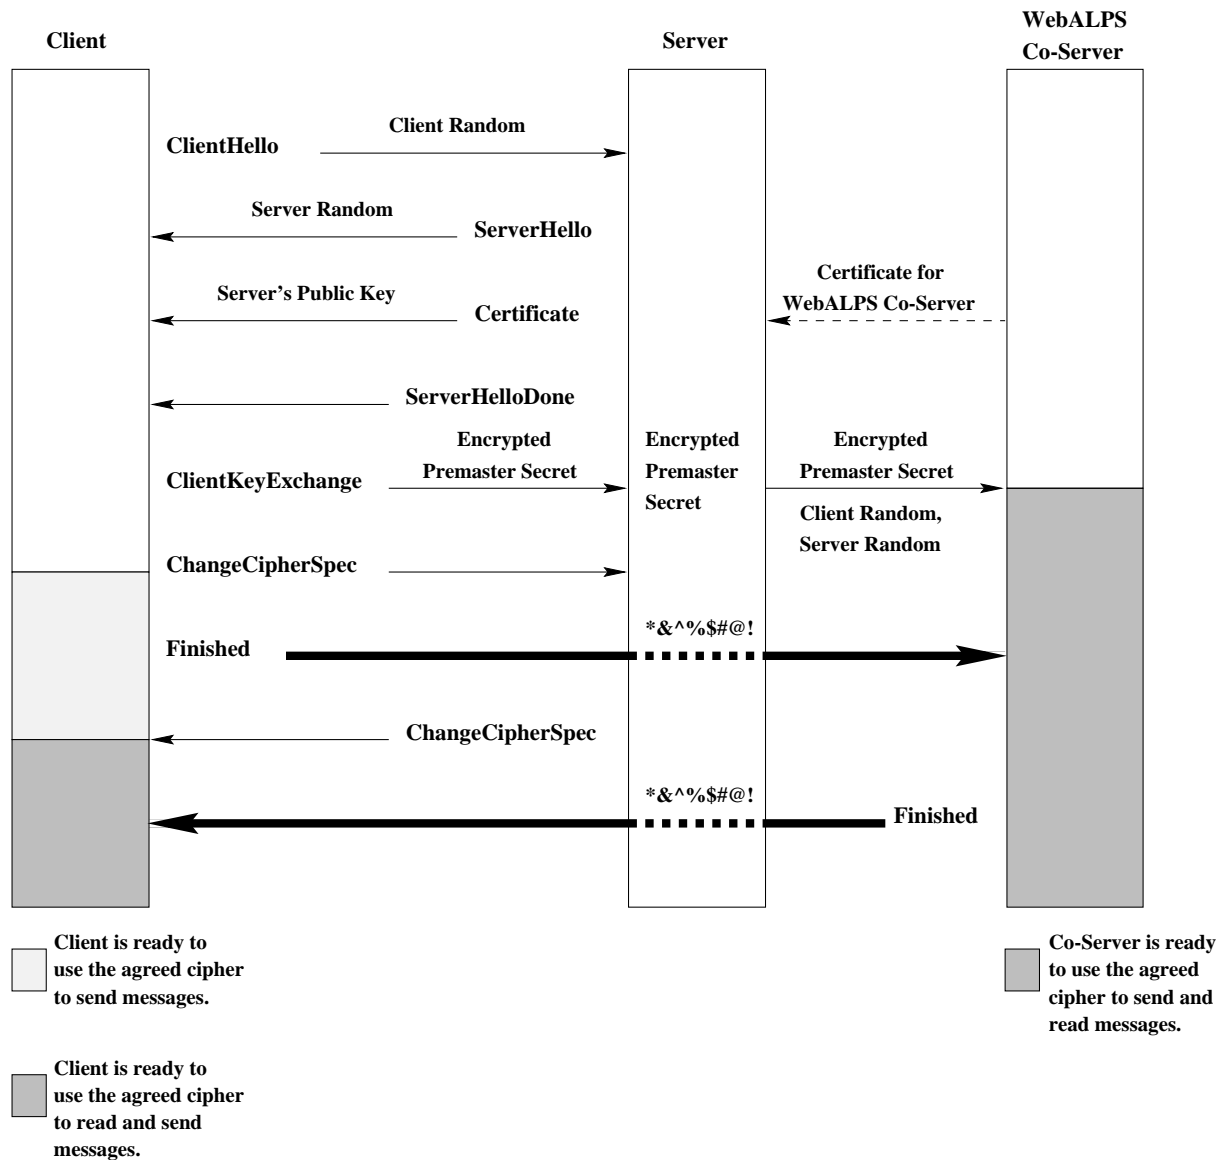 Client
Server
WebALPS
Co-Server
Client Random
ClientHello
Server Random
ServerHello
Server's Public Key
Certificate
Certificate for
WebALPS Co-Server
ServerHelloDone
ClientKeyExchange
Encrypted
Premaster Secret
Encrypted
Premaster
Secret
Encrypted
Premaster Secret
Client Random,
Server Random
ChangeCipherSpec
Finished
*&^%$#@!
ChangeCipherSpec
*&^%$#@!
Finished
Client is ready to
use the agreed cipher
to send messages.
Co-Server is ready
to use the agreed
cipher to send and
read messages.
Client is ready to
use the agreed cipher
to read and send
messages.